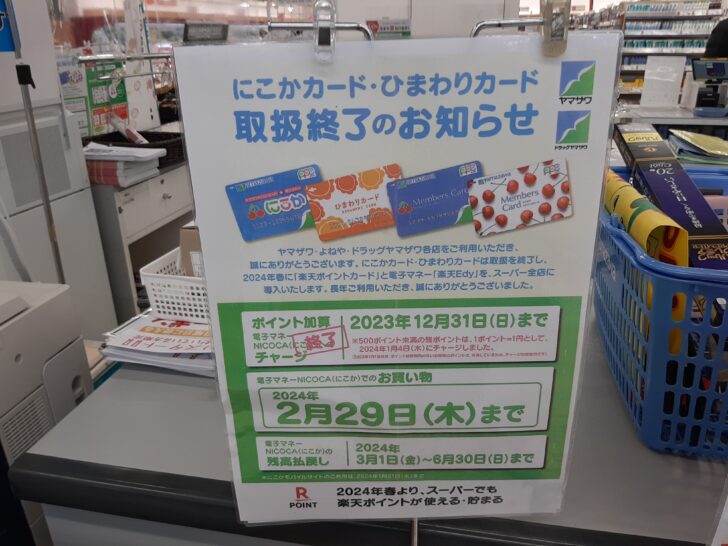 にこかカード・ひまわりカード
取扱終了のお知らせ
ヤマザワ
ドラッグヤマザワ
にこか
ひまわりカード
Members Card
Members
Card
ヤマザワ・よねや・ドラッグヤマザワ各店をご利用いただき、
誠にありがとうございます。にこかカード・ひまわりカードは取扱を終了し、
2024年春に「楽天ポイントカード」と電子マネー「楽天Edy」を、スーパー全店に
導入いたします。長年ご利用いただき、誠にありがとうございました。
ポイント加算
電子マネー
NICOCA(にこ
チャージ
終了
2023年12月31日(日)まで
※500ポイント未満の残ポイントは、1ポイント=1円として、
2024年1月4日(木)にチャージしました。
電子マネーNICOCA(にこか)でのお買い物
2024年
2月29日(木)まで
電子マネー
NICOCA(にこか)の
残高払戻し
2024年
3月1日(金)~6月30日(日)まで
R
POINT
2024年春より、スーパーでも
楽天ポイントが使える・貯まる